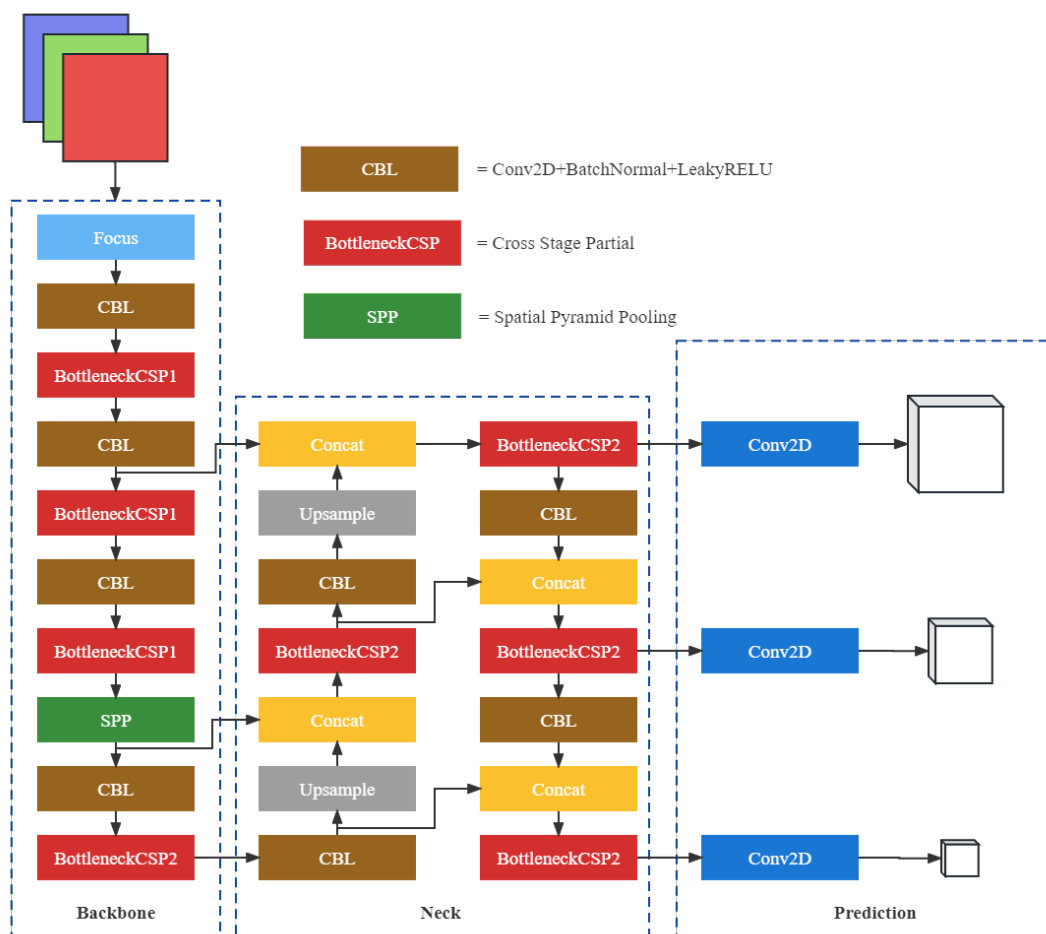 CBL = Conv2D+BatchNormal+LeakyRELU
BottleneckCSP = Cross Stage Partial
SPP = Spatial Pyramid Pooling
Focus
CBL
BottleneckCSP1
CBL
BottleneckCSP1
CBL
BottleneckCSP1
SPP
CBL
BottleneckCSP2
Backbone
Concat
Upsample
CBL
BottleneckCSP2
Concat
Upsample
CBL
BottleneckCSP2
CBL
Concat
BottleneckCSP2
CBL
Concat
BottleneckCSP2
Neck
Conv2D
Conv2D
Conv2D
Prediction